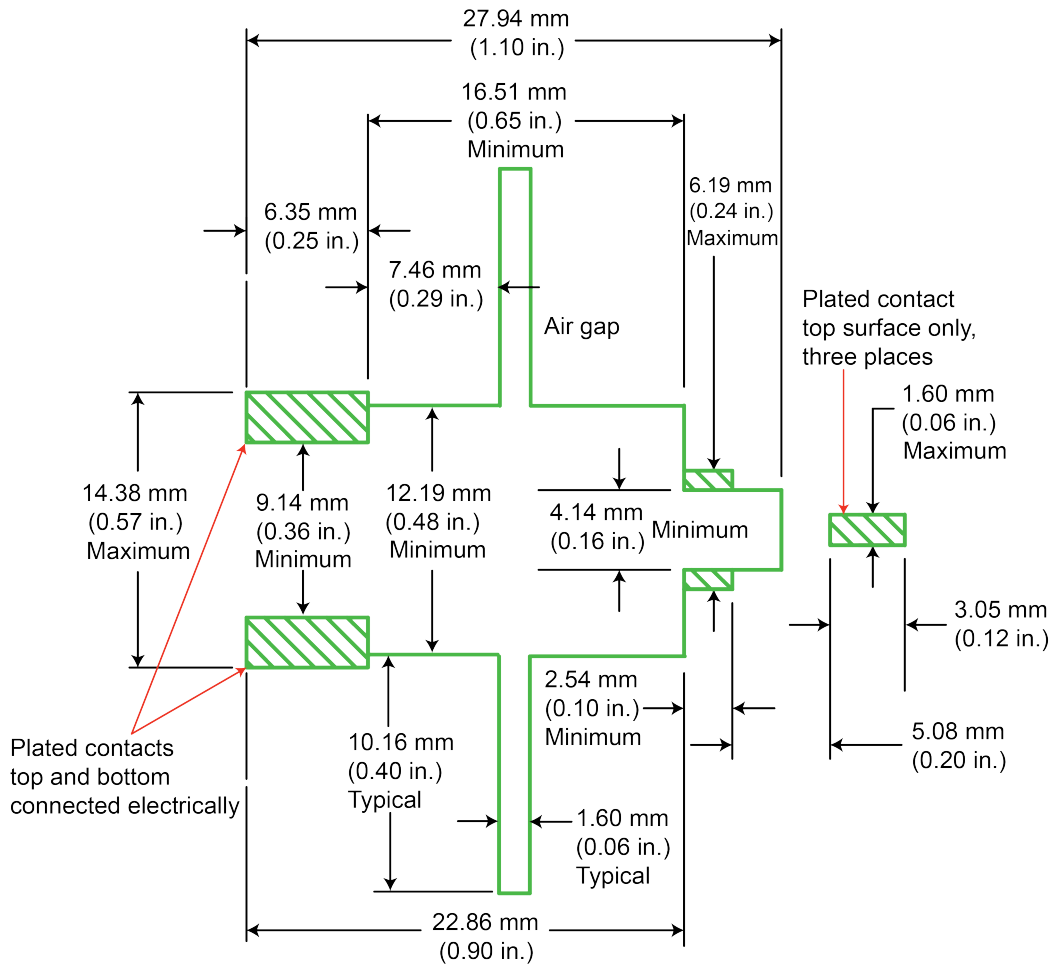 27.94 mm
(1.10 in.)
16.51 mm
(0.65 in.)
Minimum
6.19 mm
(0.24 in.)
Maximum
6.35 mm
(0.25 in.)
7.46 mm
(0.29 in.)
Air gap
Plated contact
top surface only,
three places
1.60 mm
(0.06 in.)
Maximum
14.38 mm
(0.57 in.)
Maximum
9.14 mm
(0.36 in.)
Minimum
12.19 mm
(0.48 in.)
Minimum
4.14 mm
(0.16 in.)
Minimum
3.05 mm
(0.12 in.)
2.54 mm
(0.10 in.)
Minimum
5.08 mm
(0.20 in.)
Plated contacts
top and bottom
connected electrically
10.16 mm
(0.40 in.)
Typical
1.60 mm
(0.06 in.)
Typical
22.86 mm
(0.90 in.)